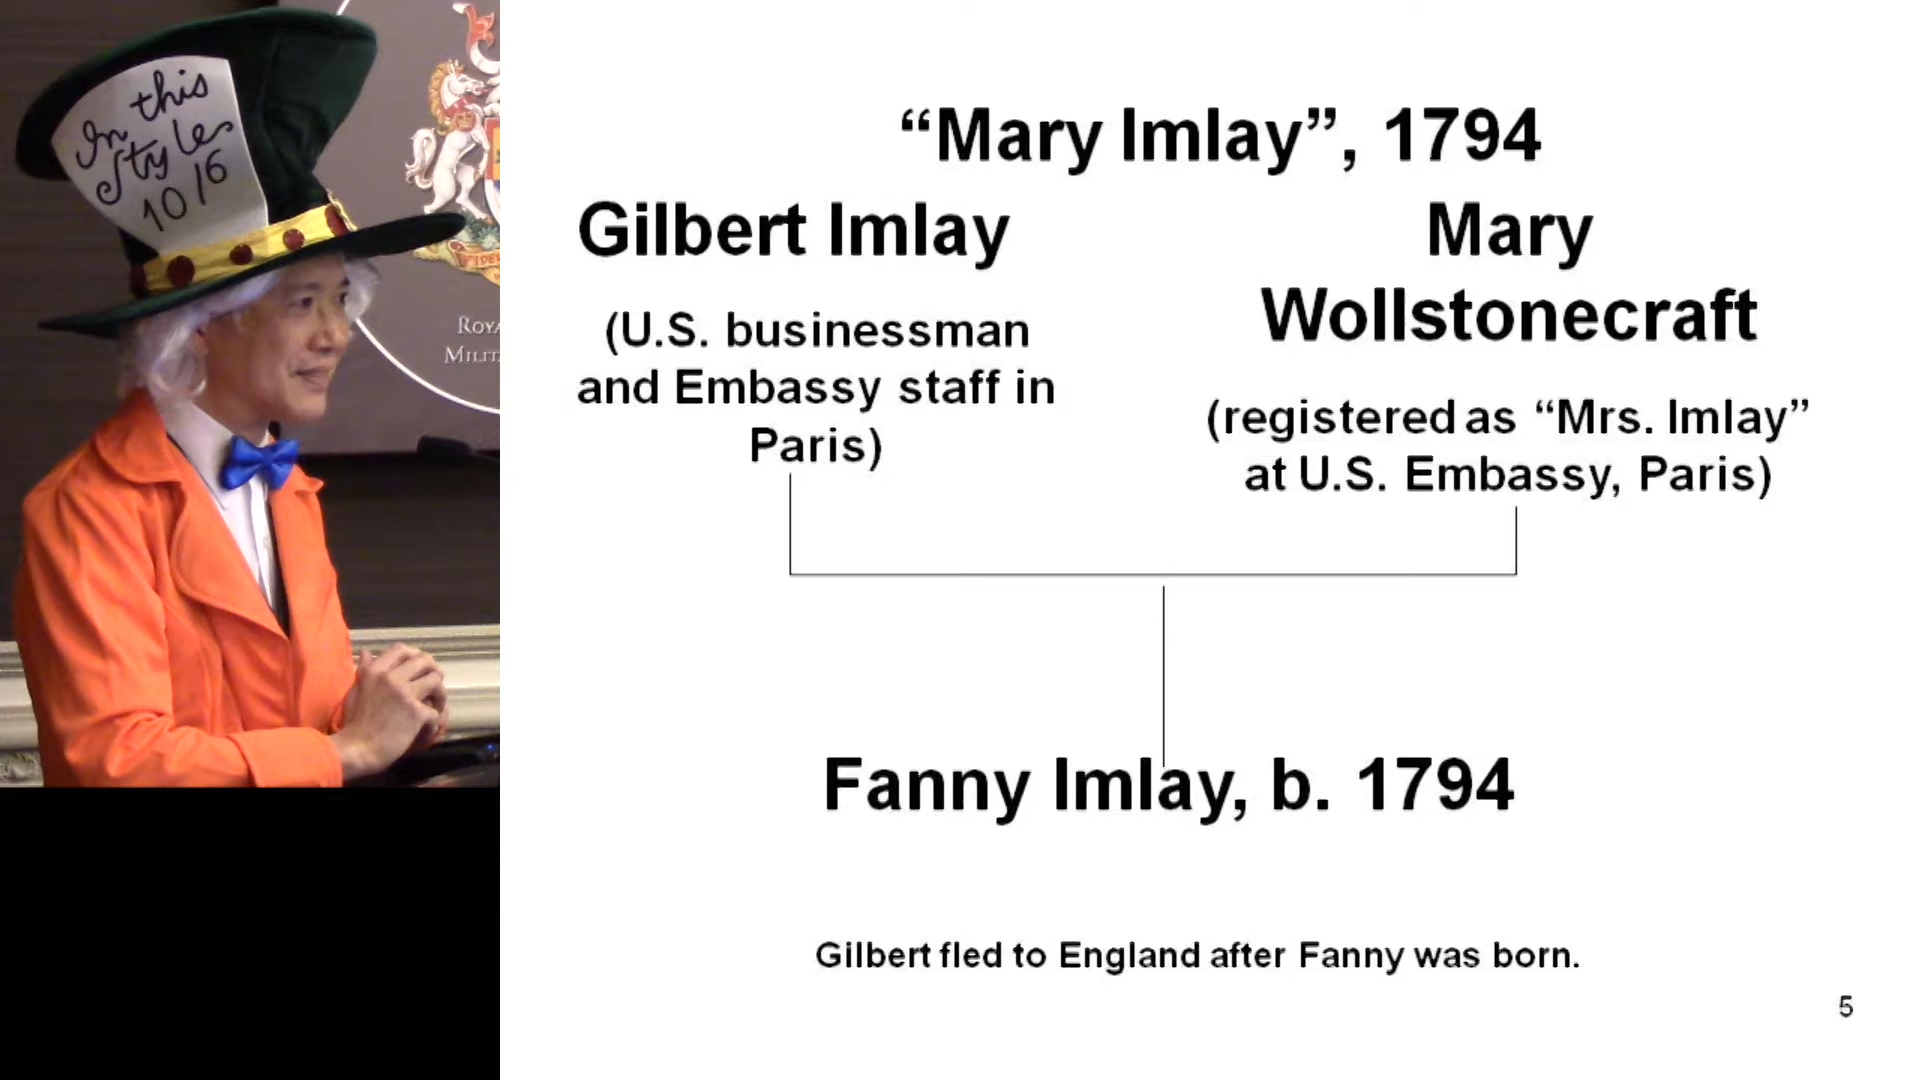 In this
Style
10/6
"Mary Imlay", 1794
Gilbert Imlay
(U.S. businessman
and Embassy staff in
Paris)
Mary
Wollstonecraft
(registered as "Mrs. Imlay"
at U.S. Embassy, Paris)
Fanny Imlay, b. 1794
Gilbert fled to England after Fanny was born.
5